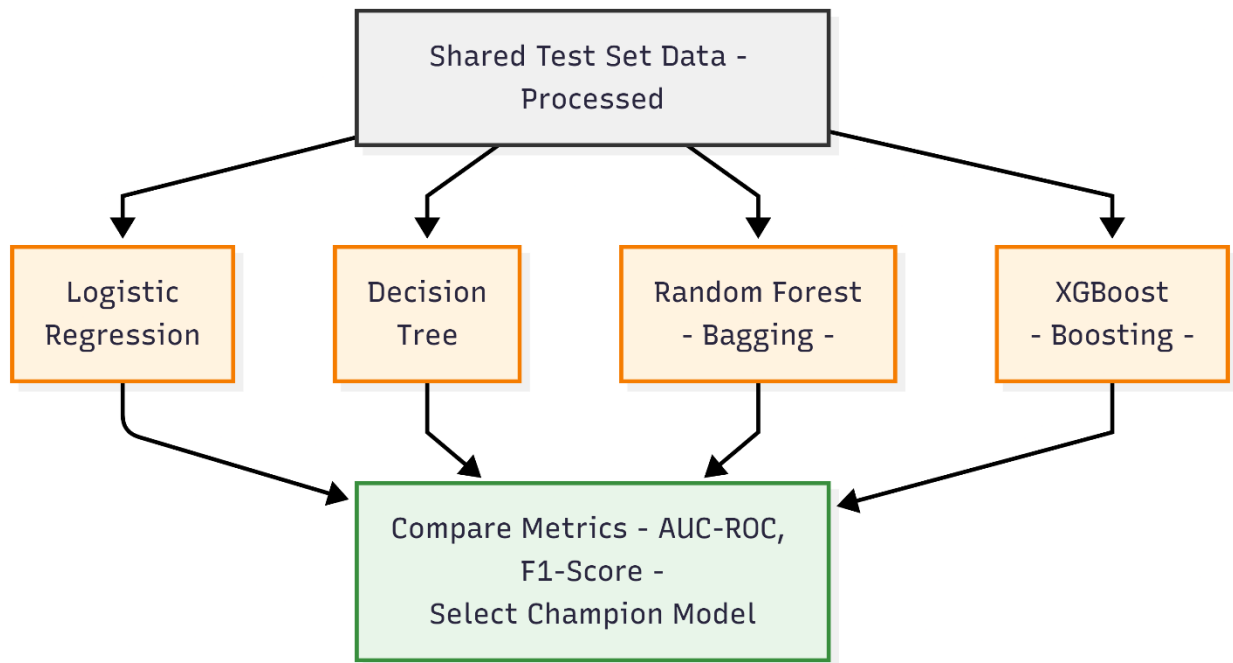 Shared Test Set Data -
Processed
Logistic
Regression
Decision
Tree
Random Forest
- Bagging -
XGBoost
- Boosting -
Compare Metrics - AUC-ROC,
F1-Score -
Select Champion Model